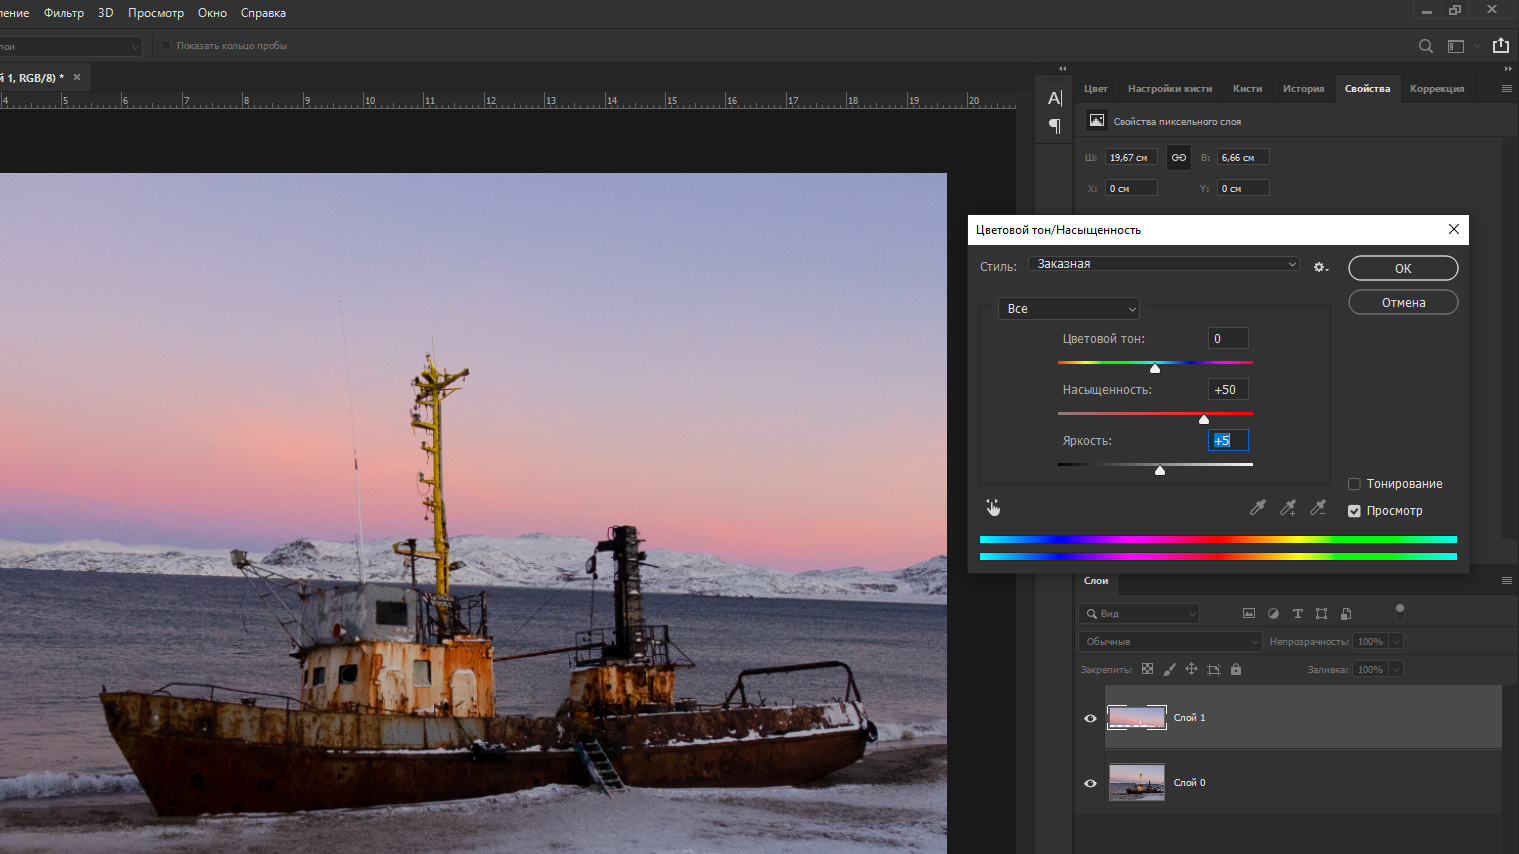 ление Фильтр 3D Просмотр Окно Справка
лои Показать кольцо пробы
й 1, RGB/8) * ×
4 5 6 7 8 9 10 11 12 13 14 15 16 17 18 19 20
Цвет Настройки кисти Кисти История Свойства Коррекция
Свойства пиксельного слоя
Ш: 19,67 см В: 6,66 см
X: 0 см Y: 0 см
Цветовой тон/Насыщенность
Стиль: Заказная
OK
Все
Отмена
Цветовой тон: 0
Насыщенность: +50
Яркость: +5
Тонирование
Просмотр
Слои
Вид
Обычные Непрозрачность: 100%
Закрепить: Заливка: 100%
Слой 1
Слой 0